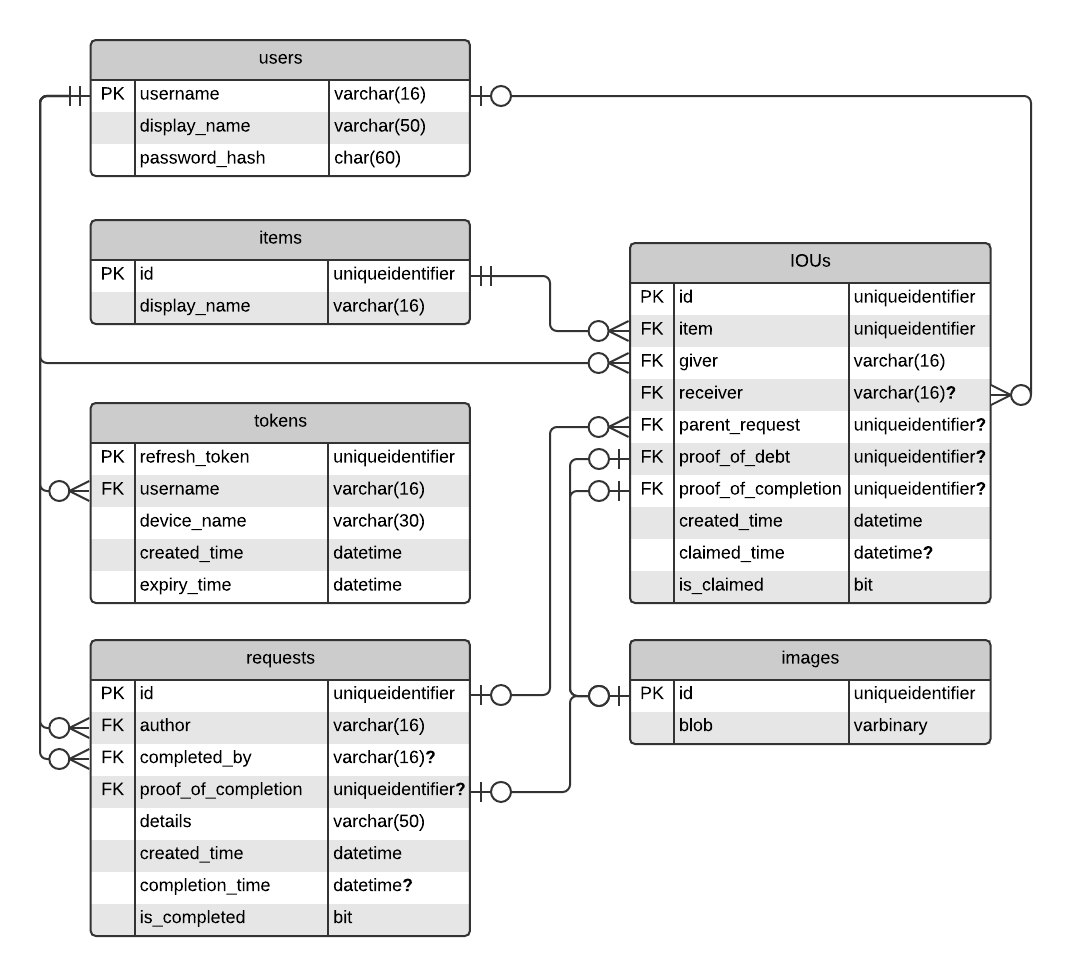 users
PK username varchar(16)
display_name varchar(50)
password_hash char(60)
items
PK id uniqueidentifier
display_name varchar(16)
IOUs
PK id uniqueidentifier
FK item uniqueidentifier
FK giver varchar(16)
FK receiver varchar(16)?
FK parent_request uniqueidentifier?
FK proof_of_debt uniqueidentifier?
FK proof_of_completion uniqueidentifier?
created_time datetime
claimed_time datetime?
is_claimed bit
tokens
PK refresh_token uniqueidentifier
FK username varchar(16)
device_name varchar(30)
created_time datetime
expiry_time datetime
requests
PK id uniqueidentifier
FK author varchar(16)
FK completed_by varchar(16)?
FK proof_of_completion uniqueidentifier?
details varchar(50)
created_time datetime
completion_time datetime?
is_completed bit
images
PK id uniqueidentifier
blob varbinary